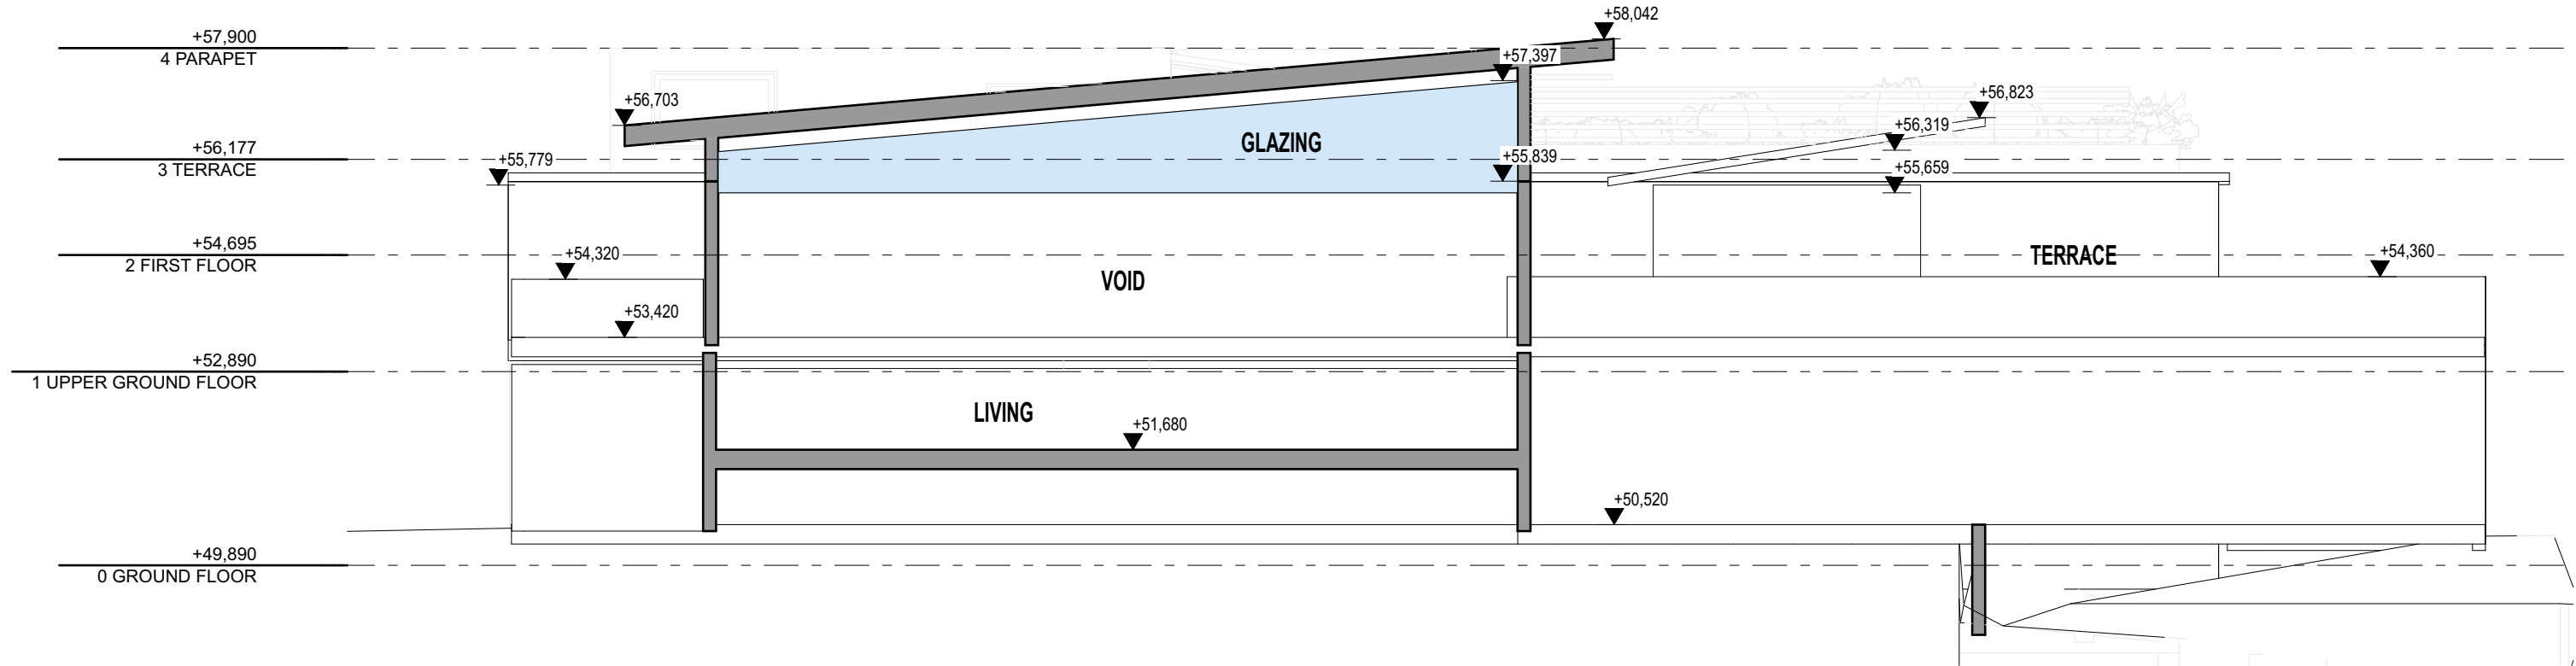 +58,042
+57,900
4 PARAPET
+57,397
+56,703
+56,823
+56,319
GLAZING
+56,177
3 TERRACE
+55,779
+55,839
+55,659
+54,695
2 FIRST FLOOR
+54,320
TERRACE
+54,360
VOID
+53,420
+52,890
1 UPPER GROUND FLOOR
LIVING
+51,680
+50,520
+49,890
0 GROUND FLOOR